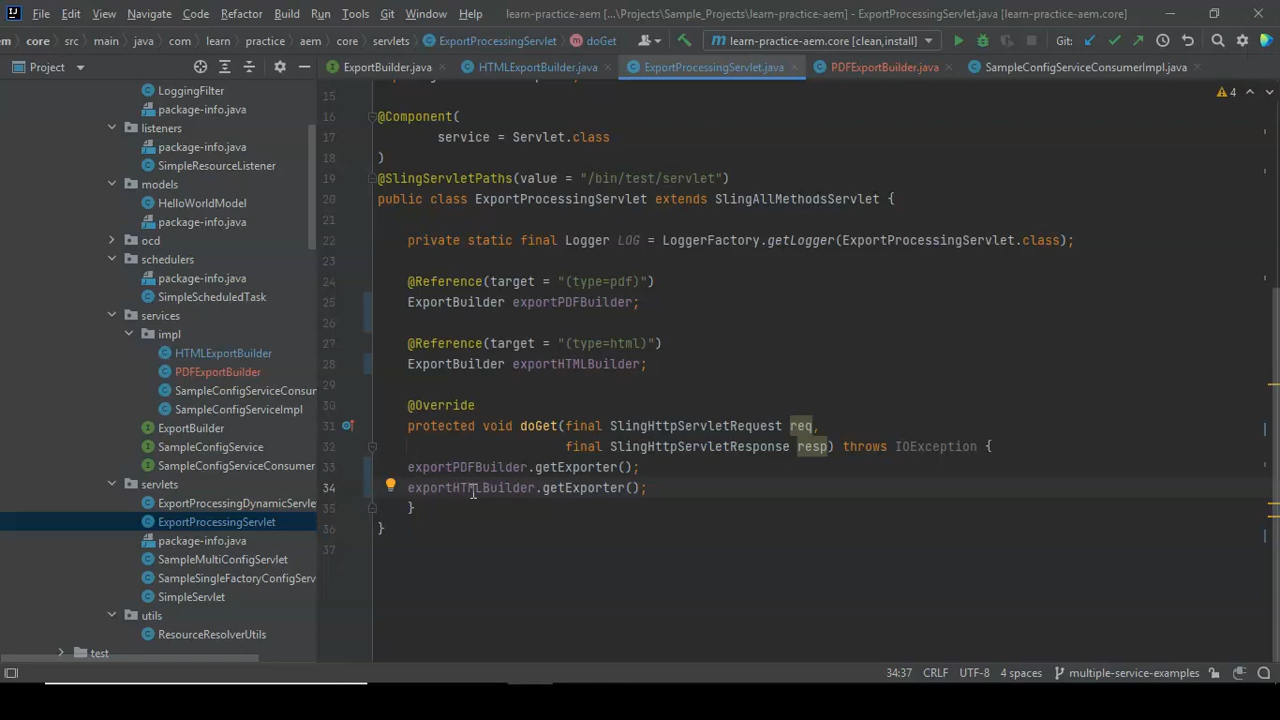 File Edit View Navigate Code Refactor Build Run Tools Git Window Help learn-practice-aem [...\Projects\Sample_Projects\learn-practice-aem] - ExportProcessingServlet.java [learn-practice-aem.core]
em core src main java com learn practice aem core servlets ExportProcessingServlet doGet learn-practice-aem.core [clean,install] Git:
Project ExportBuilder.java HTMLExportBuilder.java ExportProcessingServlet.java PDFExportBuilder.java SampleConfigServiceConsumerImpl.java
LoggingFilter
package-info.java
listeners
package-info.java
SimpleResourceListener
models
HelloWorldModel
package-info.java
ocd
schedulers
package-info.java
SimpleScheduledTask
services
impl
HTMLExportBuilder
PDFExportBuilder
SampleConfigServiceConsu
SampleConfigServiceImpl
ExportBuilder
SampleConfigService
SampleConfigServiceConsumer
servlets
ExportProcessingDynamicServle
ExportProcessingServlet
package-info.java
SampleMultiConfigServlet
SampleSingleFactoryConfigServ
SimpleServlet
utils
ResourceResolverUtils
test
4
15
16 @Component(
17 service = Servlet.class
18 )
19 @SlingServletPaths(value = "/bin/test/servlet")
20 public class ExportProcessingServlet extends SlingAllMethodsServlet {
21
22 private static final Logger LOG = LoggerFactory.getLogger(ExportProcessingServlet.class);
23
24 @Reference(target = "(type=pdf)")
25 ExportBuilder exportPDFBuilder;
26
27 @Reference(target = "(type=html)")
28 ExportBuilder exportHTMLBuilder;
29
30 @Override
31 protected void doGet(final SlingHttpServletRequest req,
32 final SlingHttpServletResponse resp) throws IOException {
33 exportPDFBuilder.getExporter();
34 exportHTMLBuilder.getExporter();
35 }
36 }
37
34:37 CRLF UTF-8 4 spaces multiple-service-examples